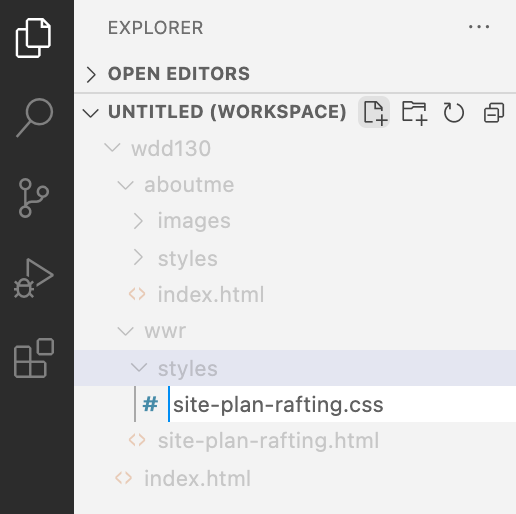 EXPLORER
OPEN EDITORS
UNTITLED (WORKSPACE)
wdd130
aboutme
images
styles
index.html
wwr
styles
# site-plan-rafting.css
site-plan-rafting.html
index.html